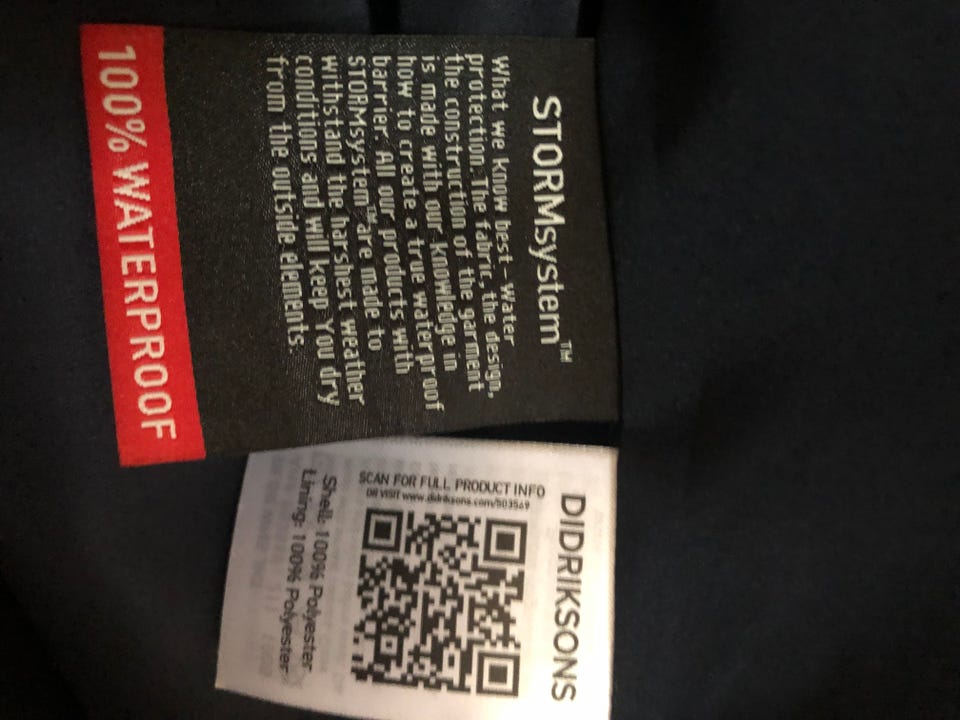 STORMsystem™
What we know best – Water
protection. The fabric, the design,
the construction of the garment
is made with our knowledge in
how to create a true waterproof
barrier. All our products with
STORMsystem™ are made to
withstand the harshest weather
conditions and will keep you dry
from the outside elements.
100% WATERPROOF
DIDRIKSONS
SCAN FOR FULL PRODUCT INFO
OR VISIT www.didriksons.com/503569
Shell: 100% Polyester
Lining: 100% Polyester